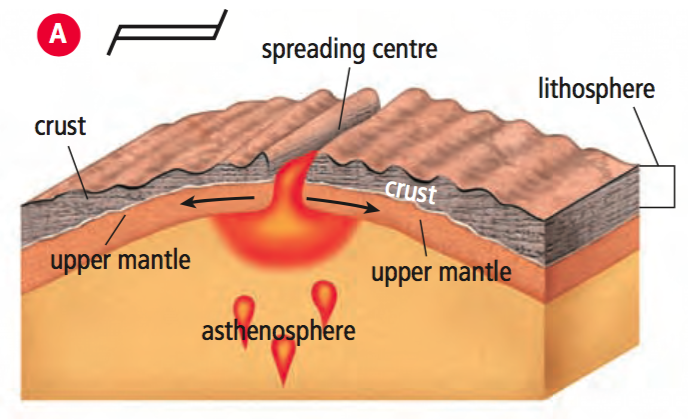 A
spreading centre
lithosphere
crust
crust
upper mantle
upper mantle
asthenosphere